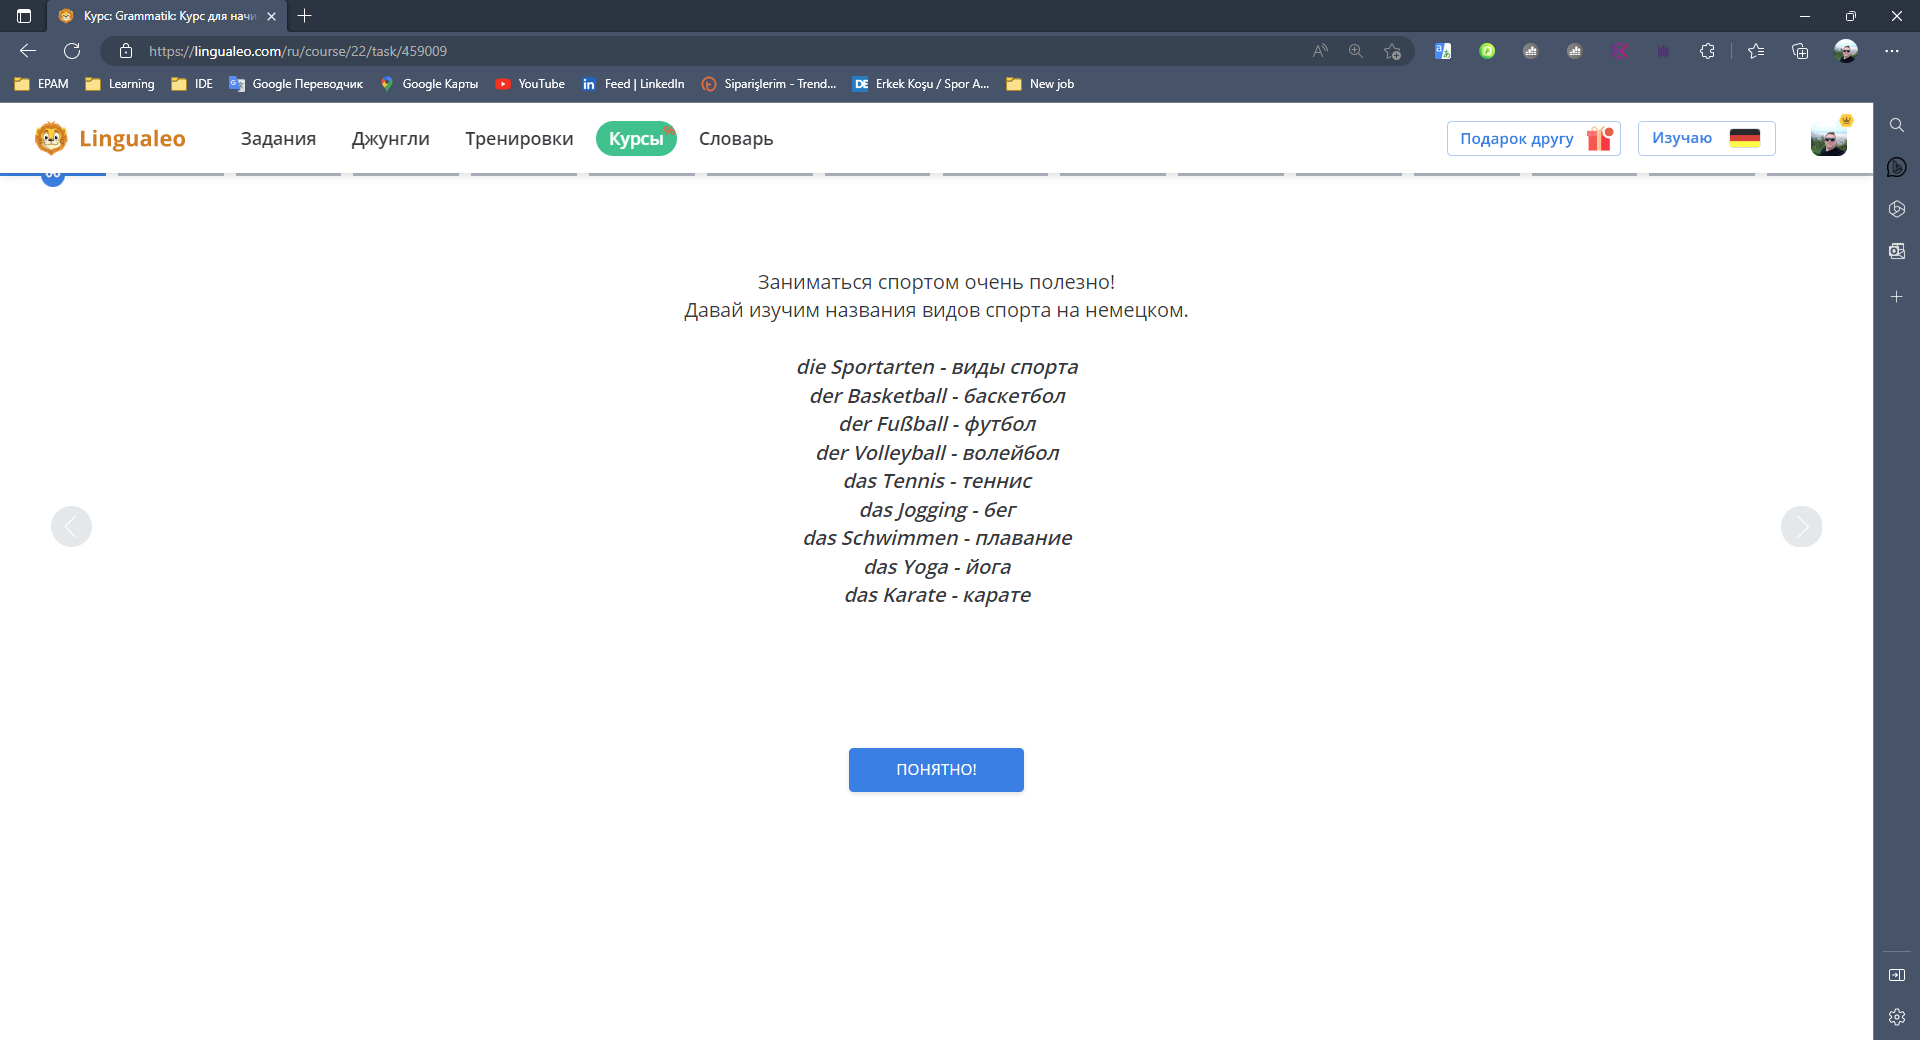 Курс: Grammatik: Курс для начи
https://lingualeo.com/ru/course/22/task/459009
EPAM
Learning
IDE
Google Переводчик
Google Карты
YouTube
Feed | LinkedIn
Siparişlerim - Trend...
Erkek Koşu / Spor A...
New job
Lingualeo
Задания
Джунгли
Тренировки
Курсы
Словарь
Подарок другу
Изучаю
Заниматься спортом очень полезно!
Давай изучим названия видов спорта на немецком.
die Sportarten - виды спорта
der Basketball - баскетбол
der Fußball - футбол
der Volleyball - волейбол
das Tennis - теннис
das Jogging - бег
das Schwimmen - плавание
das Yoga - йога
das Karate - карате
ПОНЯТНО!